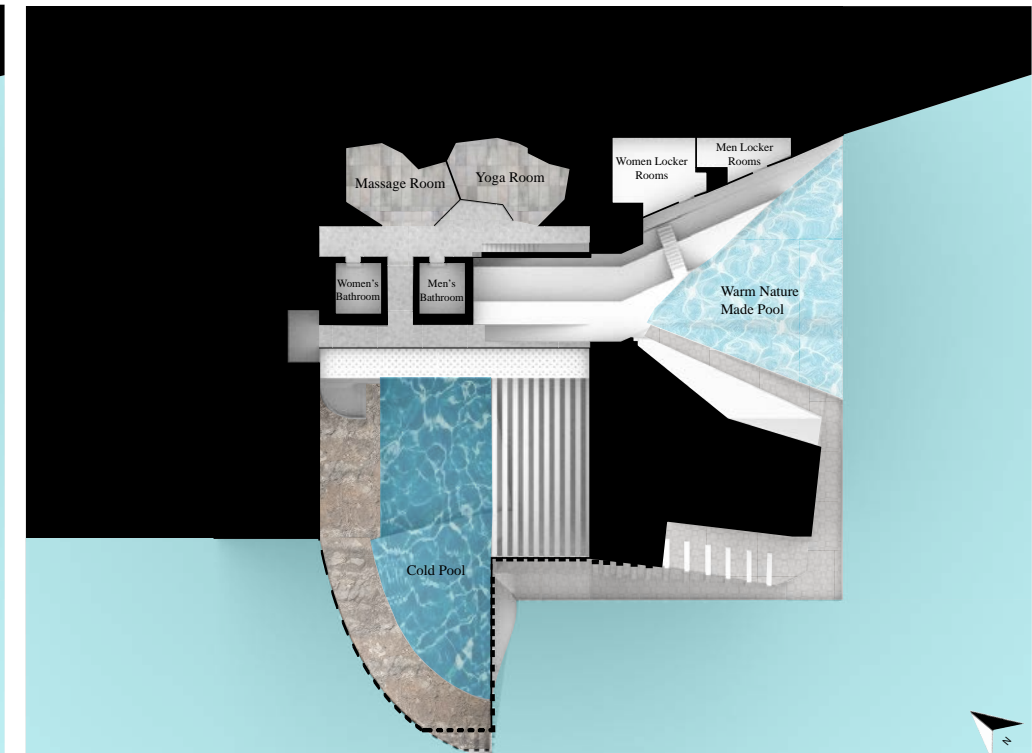 Massage Room
Yoga Room
Women Locker
Rooms
Men Locker
Rooms
Women's
Bathroom
Men's
Bathroom
Warm Nature
Made Pool
Cold Pool
N